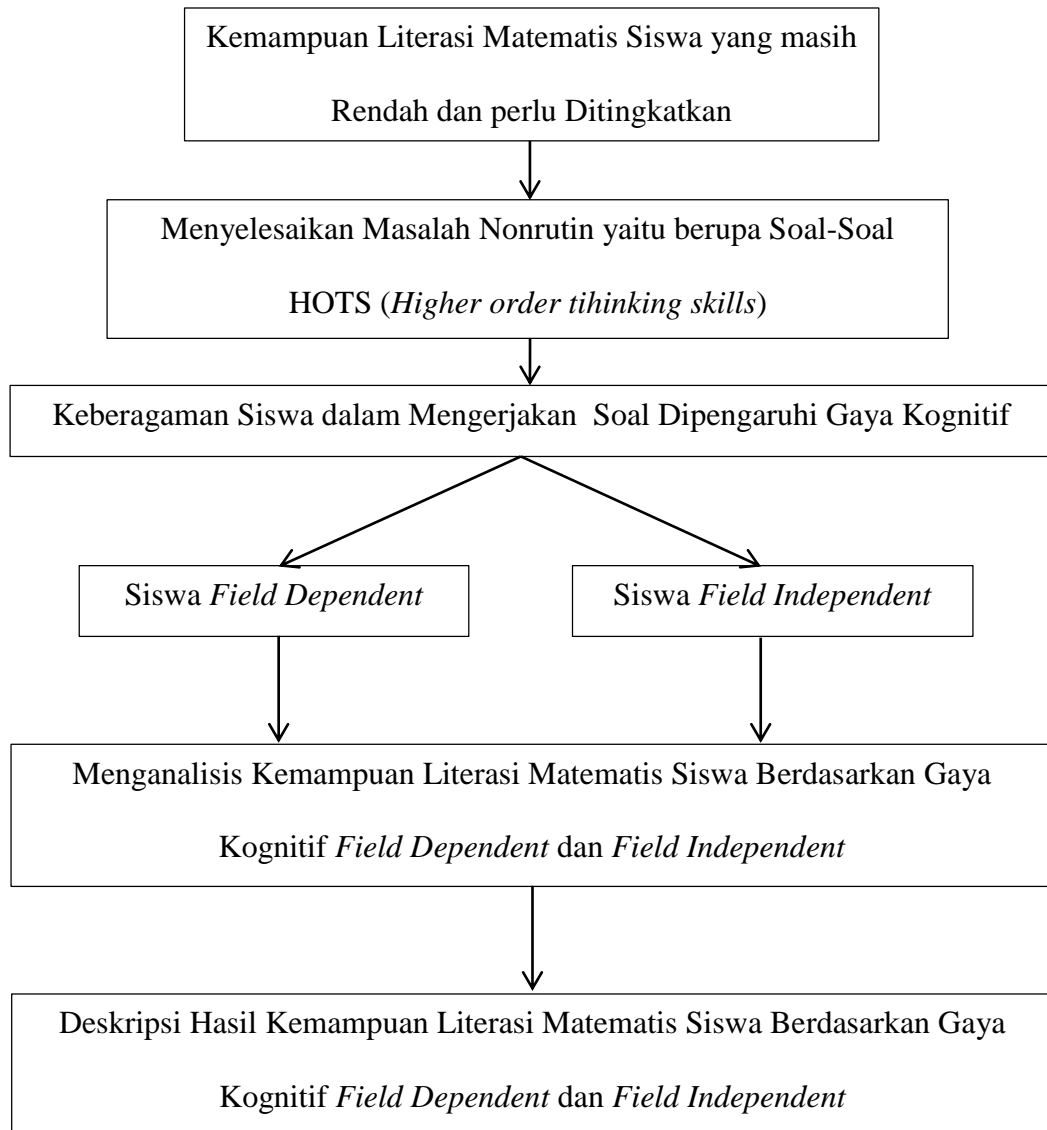 Kemampuan Literasi Matematis Siswa yang masih
Rendah dan perlu Ditingkatkan
Menyelesaikan Masalah Nonrutin yaitu berupa Soal-Soal
HOTS (Higher order tihinking skills)
Keberagaman Siswa dalam Mengerjakan Soal Dipengaruhi Gaya Kognitif
Siswa Field Dependent
Siswa Field Independent
Menganalisis Kemampuan Literasi Matematis Siswa Berdasarkan Gaya
Kognitif Field Dependent dan Field Independent
Deskripsi Hasil Kemampuan Literasi Matematis Siswa Berdasarkan Gaya
Kognitif Field Dependent dan Field Independent